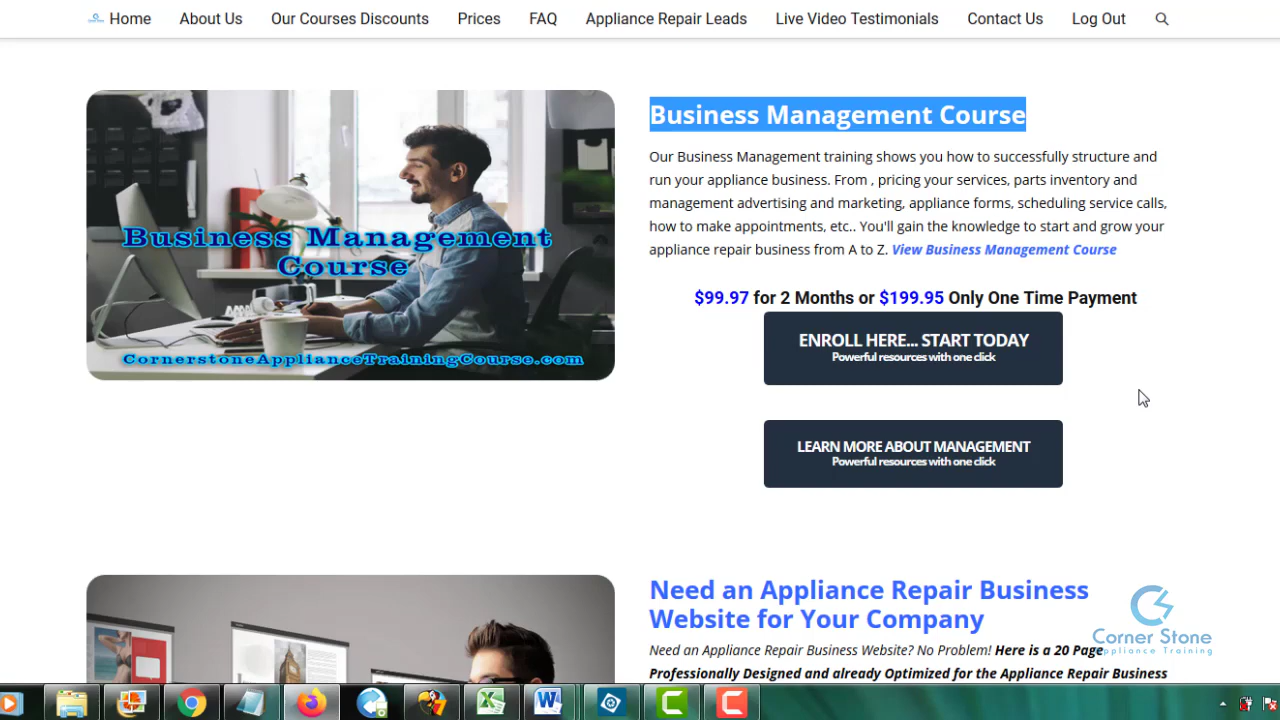 Home About Us Our Courses Discounts Prices FAQ Appliance Repair Leads Live Video Testimonials Contact Us Log Out
Business Management
Course
CornerstoneApplianceTrainingCourse.com
Business Management Course
Our Business Management training shows you how to successfully structure and
run your appliance business. From , pricing your services, parts inventory and
management advertising and marketing, appliance forms, scheduling service calls,
how to make appointments, etc.. You'll gain the knowledge to start and grow your
appliance repair business from A to Z. View Business Management Course
$99.97 for 2 Months or $199.95 Only One Time Payment
ENROLL HERE... START TODAY
Powerful resources with one click
LEARN MORE ABOUT MANAGEMENT
Powerful resources with one click
Need an Appliance Repair Business
Website for Your Company
Need an Appliance Repair Business Website? No Problem! Here is a 20 Page
Professionally Designed and already Optimized for the Appliance Repair Business
Corner Stone
Appliance Training